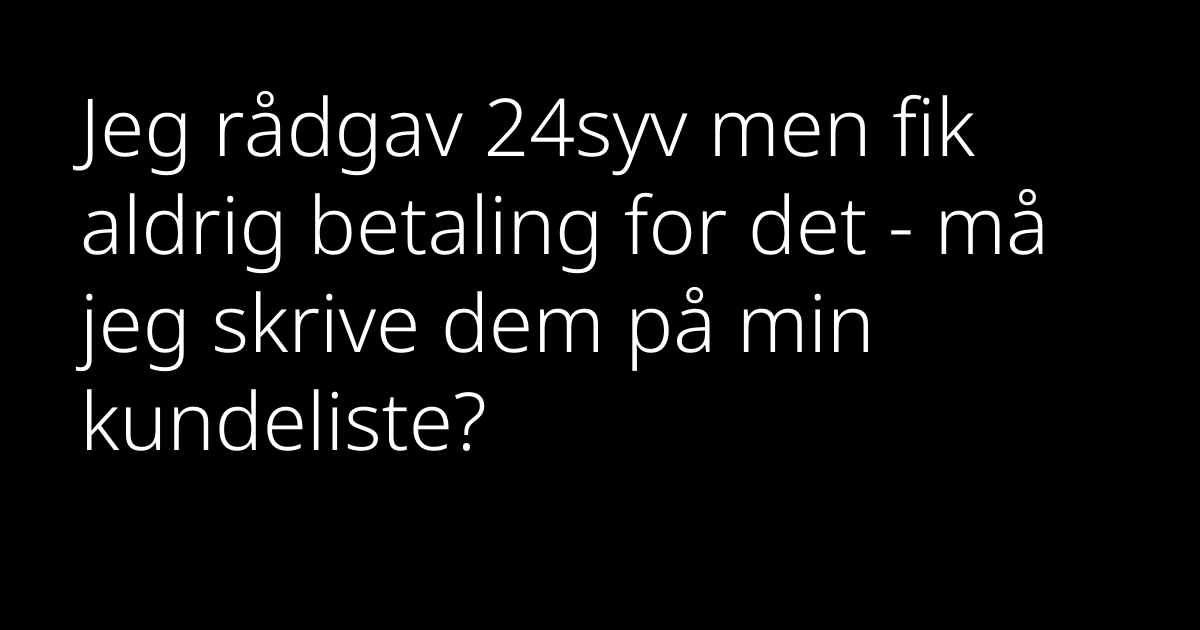 Jeg rådgav 24syv men fik
aldrig betaling for det - må
jeg skrive dem på min
kundeliste?